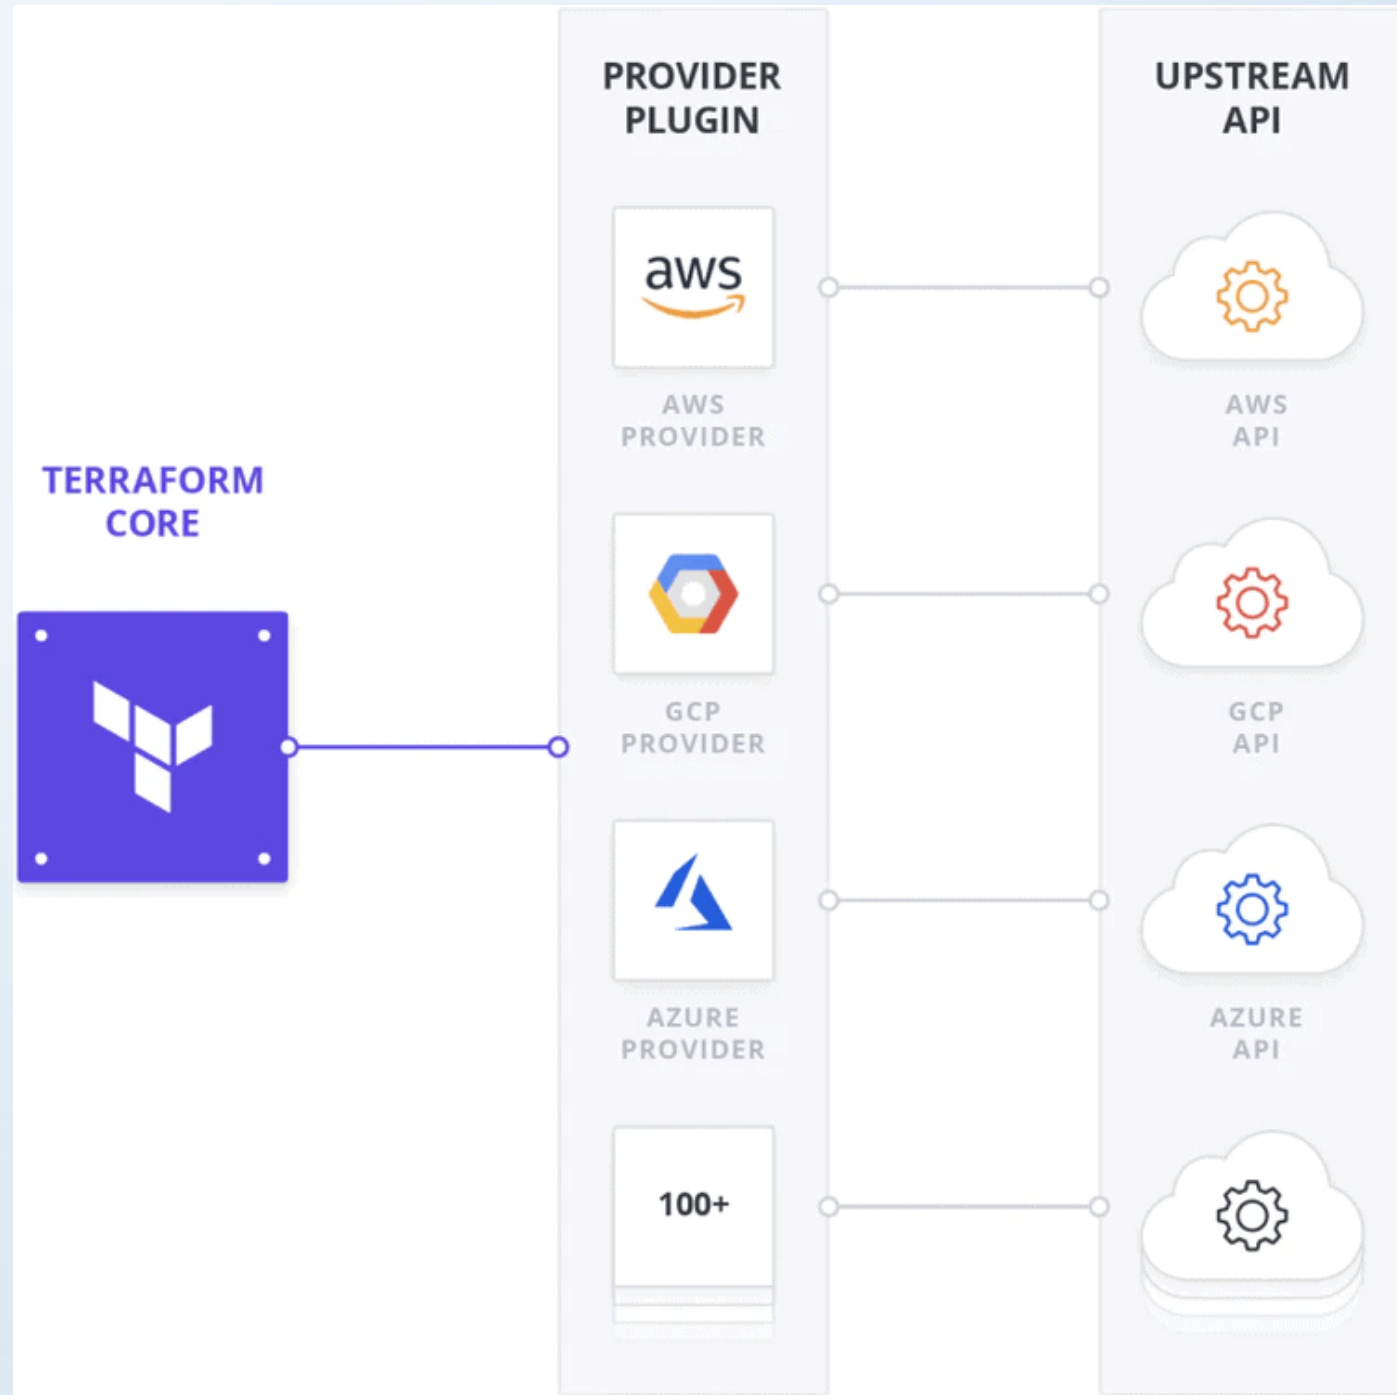 PROVIDER
PLUGIN
UPSTREAM
API
aws
AWS
PROVIDER
AWS
API
TERRAFORM
CORE
GCP
PROVIDER
GCP
API
AZURE
PROVIDER
AZURE
API
100+